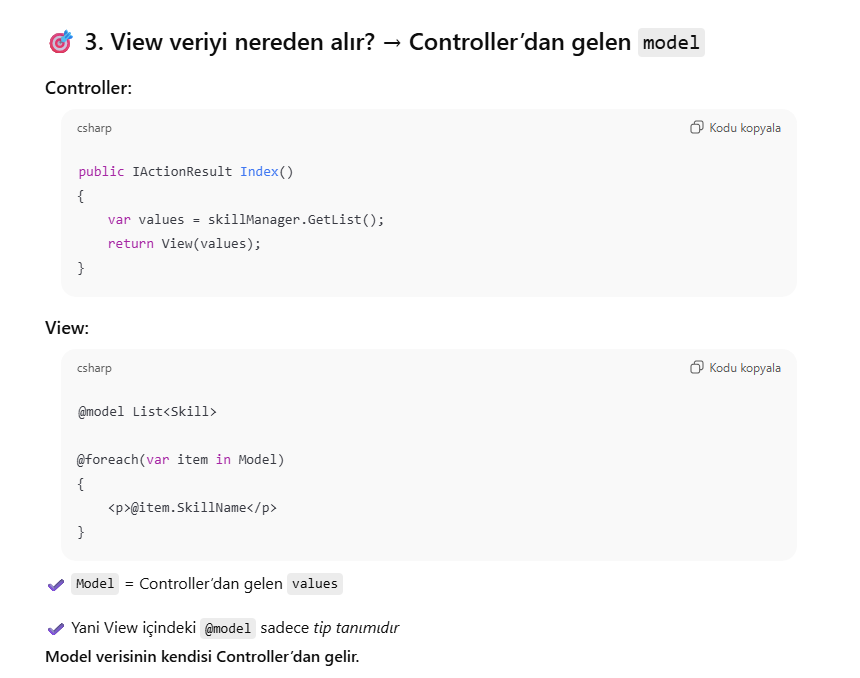 🎯 3. View veriyi nereden alır? → Controller’dan gelen model
Controller:
csharp
Kodu kopyala
public IActionResult Index()
{
    var values = skillManager.GetList();
    return View(values);
}
View:
csharp
Kodu kopyala
@model List<Skill>
@foreach(var item in Model)
{
    <p>@item.SkillName</p>
}
✔ Model = Controller’dan gelen values
✔ Yani View içindeki @model sadece tip tanımıdır
Model verisinin kendisi Controller’dan gelir.